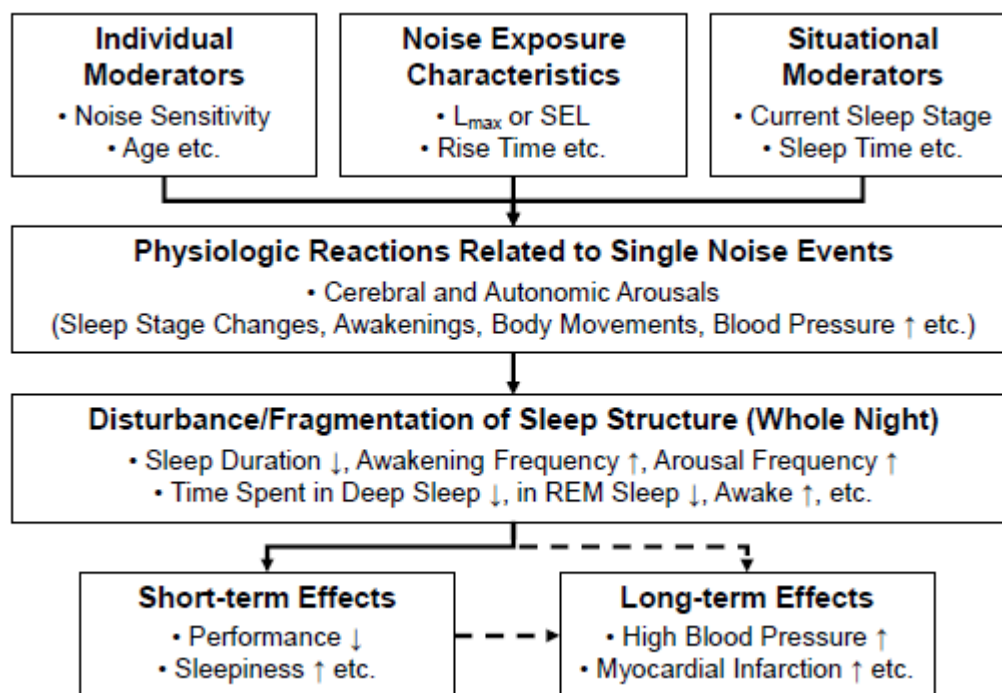 Individual
Moderators
• Noise Sensitivity
• Age etc.
Noise Exposure
Characteristics
• Lmax or SEL
• Rise Time etc.
Situational
Moderators
• Current Sleep Stage
• Sleep Time etc.
Physiologic Reactions Related to Single Noise Events
• Cerebral and Autonomic Arousals
(Sleep Stage Changes, Awakenings, Body Movements, Blood Pressure ↑ etc.)
Disturbance/Fragmentation of Sleep Structure (Whole Night)
• Sleep Duration ↓, Awakening Frequency ↑, Arousal Frequency ↑
• Time Spent in Deep Sleep ↓, in REM Sleep ↓, Awake ↑, etc.
Short-term Effects
• Performance ↓
• Sleepiness ↑ etc.
Long-term Effects
• High Blood Pressure ↑
• Myocardial Infarction ↑ etc.